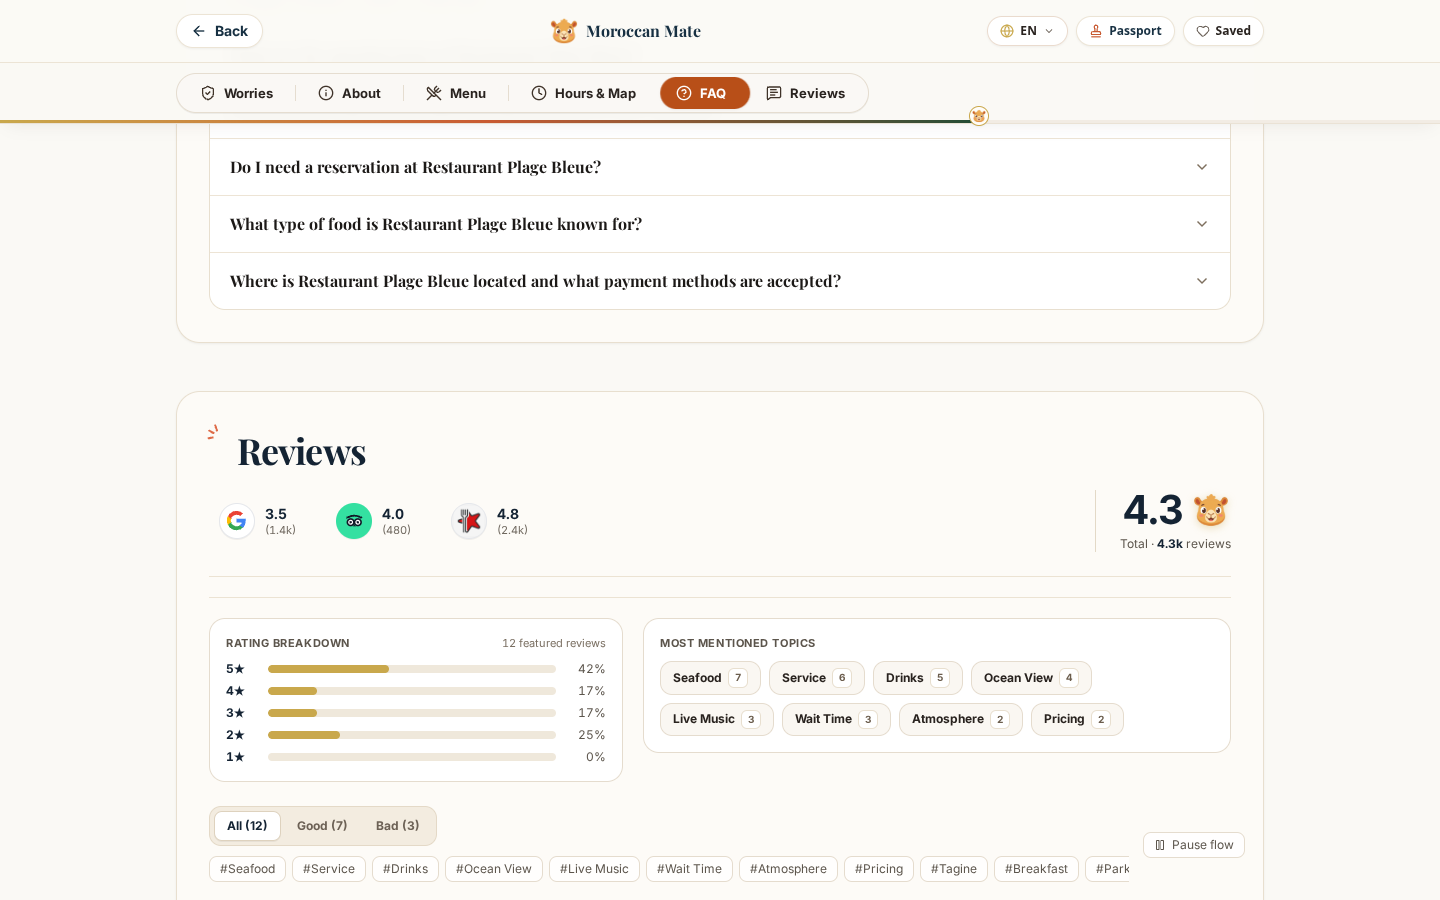 Back
Moroccan Mate
EN
Passport
Saved
Worries
About
Menu
Hours & Map
FAQ
Reviews
Do I need a reservation at Restaurant Plage Bleue?
What type of food is Restaurant Plage Bleue known for?
Where is Restaurant Plage Bleue located and what payment methods are accepted?
Reviews
3.5
(1.4k)
4.0
(480)
4.8
(2.4k)
4.3
Total · 4.3k reviews
RATING BREAKDOWN
12 featured reviews
5★ 42%
4★ 17%
3★ 17%
2★ 25%
1★ 0%
MOST MENTIONED TOPICS
Seafood 7
Service 6
Drinks 5
Ocean View 4
Live Music 3
Wait Time 3
Atmosphere 2
Pricing 2
All (12)
Good (7)
Bad (3)
Pause flow
#Seafood
#Service
#Drinks
#Ocean View
#Live Music
#Wait Time
#Atmosphere
#Pricing
#Tagine
#Breakfast
#Park